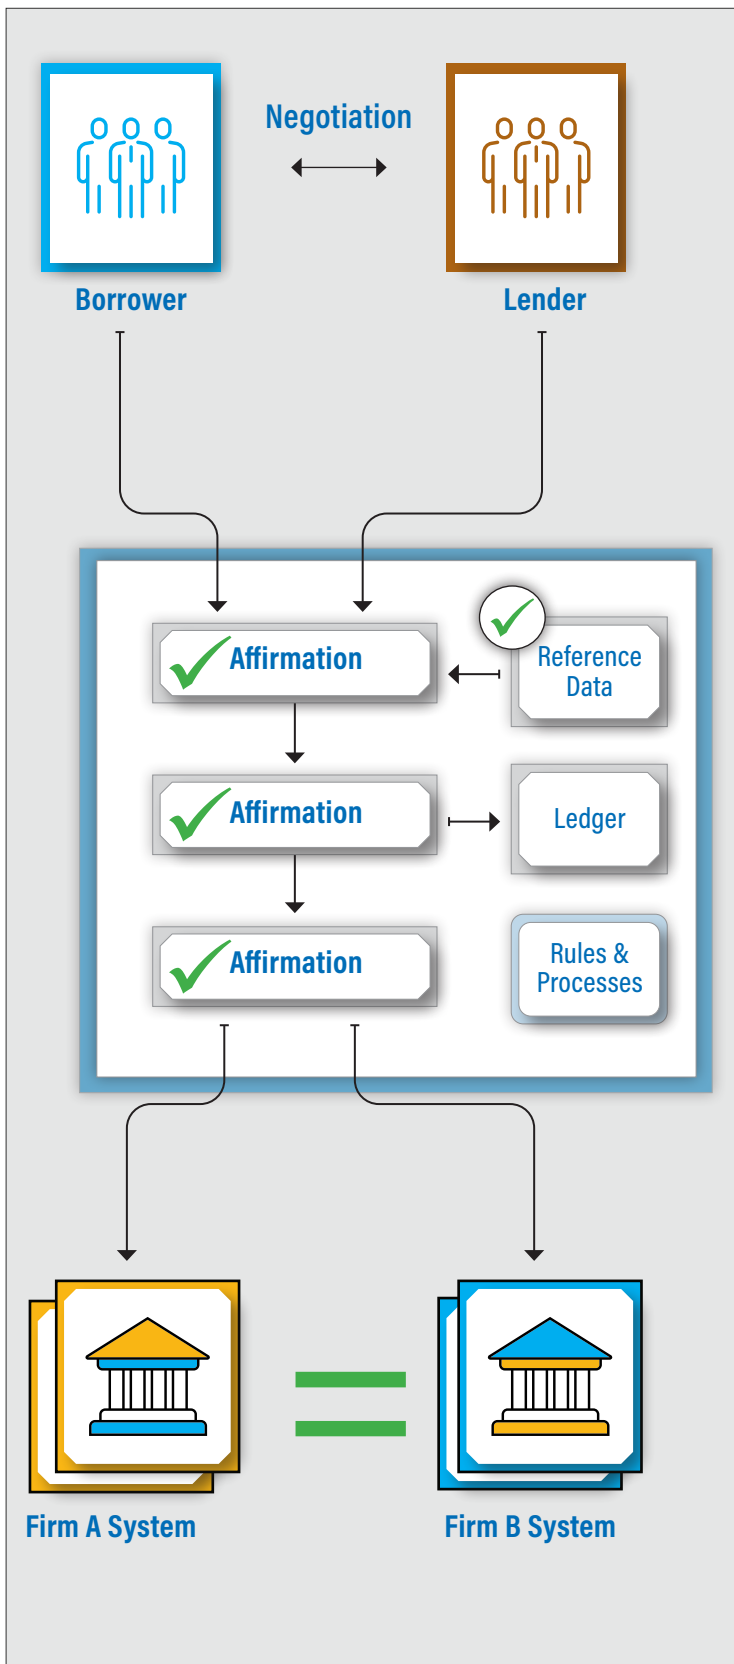 Negotiation
Borrower
Lender
Affirmation
Reference
Data
Affirmation
Ledger
Affirmation
Rules &
Processes
Firm A System
Firm B System